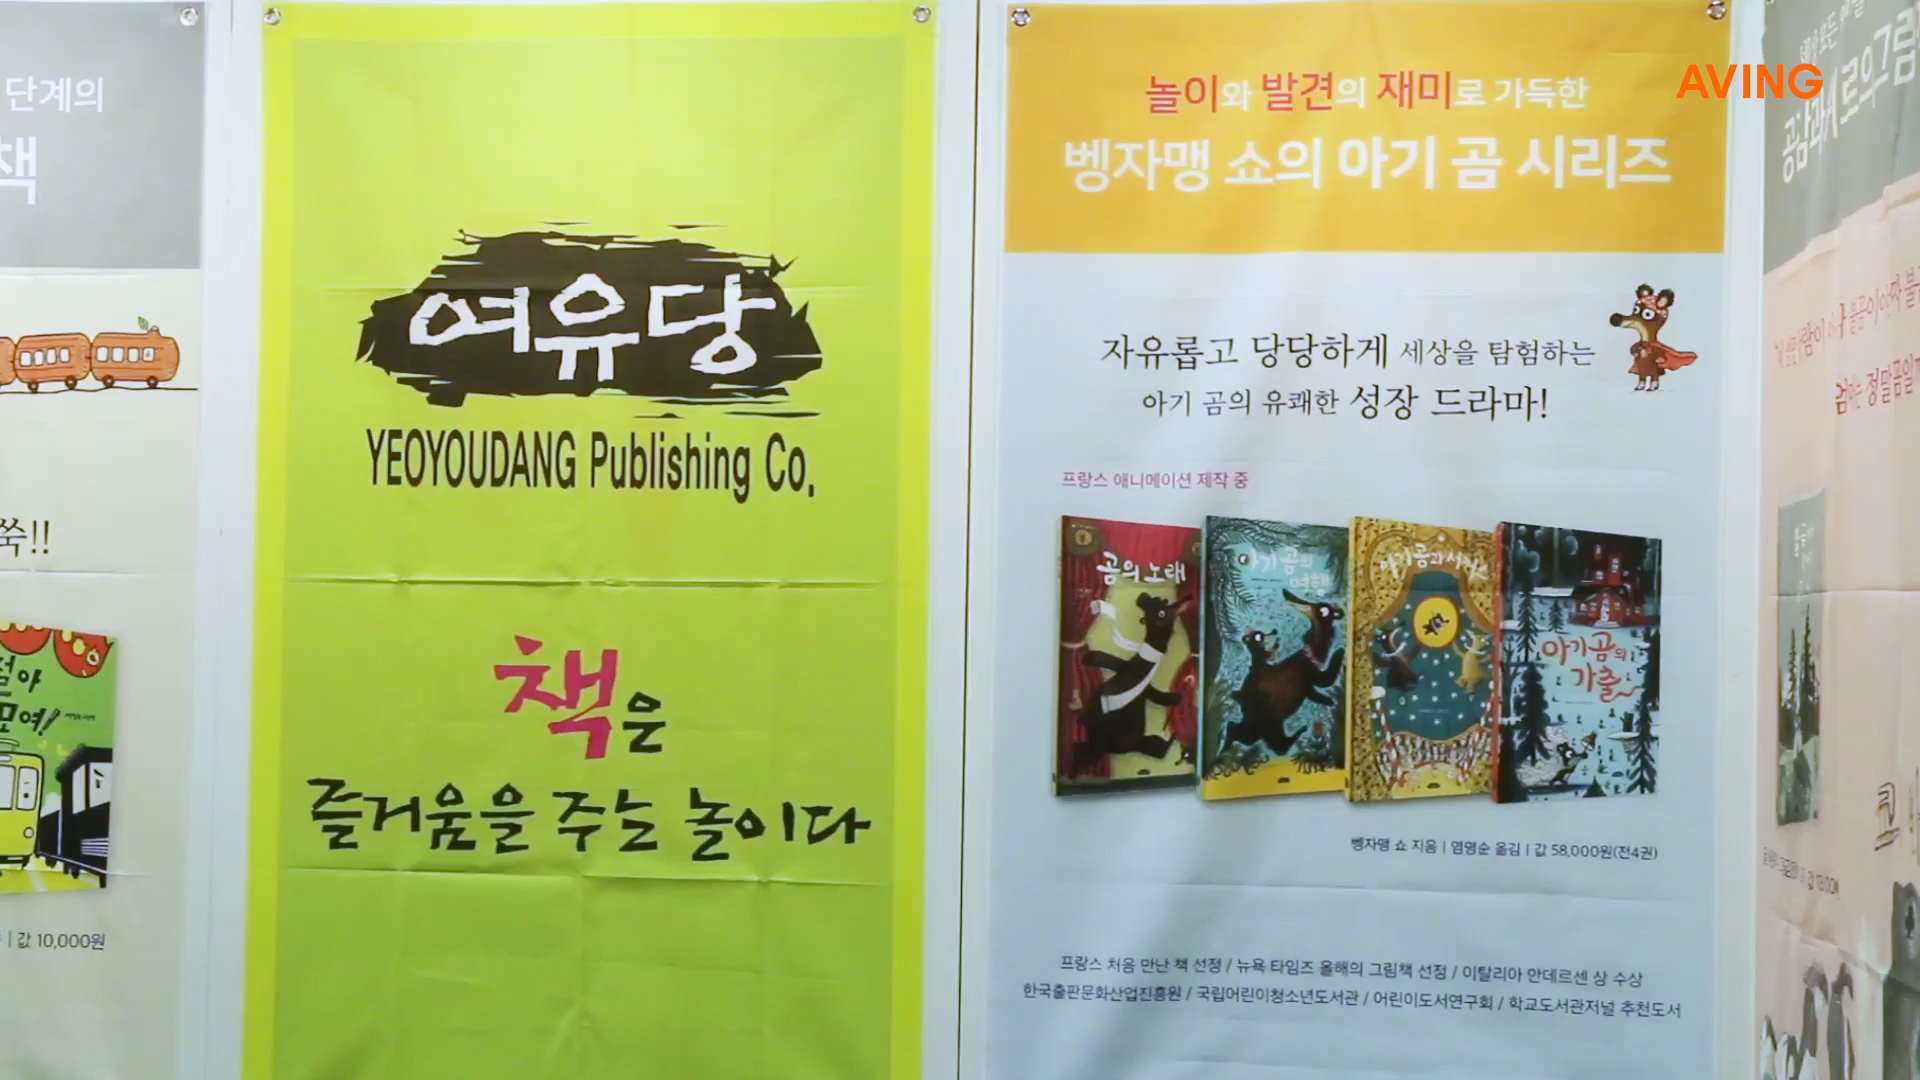 단계의
책
쑥!!
모여!
값 10,000원
여유당
YEOYOUDANG Publishing Co.
책은
즐거움을 주는 놀이다
놀이와 발견의 재미로 가득한
벵자맹 쇼의 아기 곰 시리즈
자유롭고 당당하게 세상을 탐험하는
아기 곰의 유쾌한 성장 드라마!
프랑스 애니메이션 제작 중
곰의 노래
아기 곰의
여행
아기 곰과 서커스
아기 곰의
가출
벵자맹 쇼 지음 | 염명순 옮김 | 값 58,000원(전4권)
프랑스 처음 만난 책 선정 / 뉴욕 타임즈 올해의 그림책 선정 / 이탈리아 안데르센 상 수상
한국출판문화산업진흥원 / 국립어린이청소년도서관 / 어린이도서연구회 / 학교도서관저널 추천도서
AVING